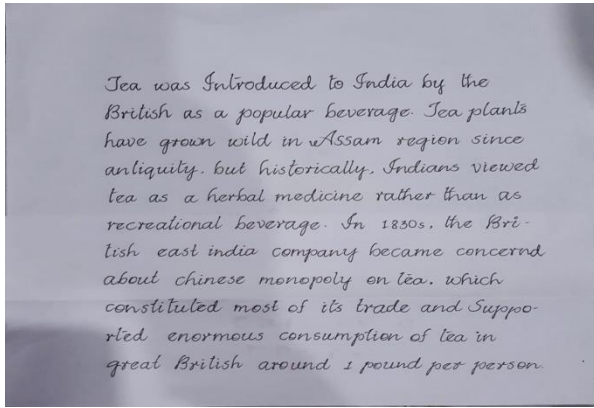 Tea was Introduced to India by the
British as a popular beverage. Tea plants
have grown wild in Assam region since
antiquity. but historically, Indians viewed
tea as a herbal medicine rather than as
recreational beverage. In 1830s, the Bri-
tish east india company became concernd
about chinese monopoly on tea, which
constituted most of its trade and Suppo-
rted enormous consumption of tea in
great British around 1 pound per person.